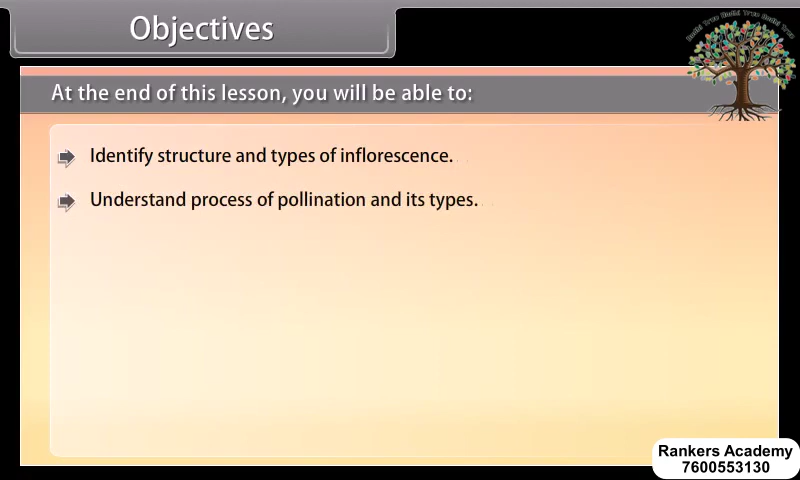 Objectives
At the end of this lesson, you will be able to:
Identify structure and types of inflorescence.
Understand process of pollination and its types.
Rankers Academy
7600553130